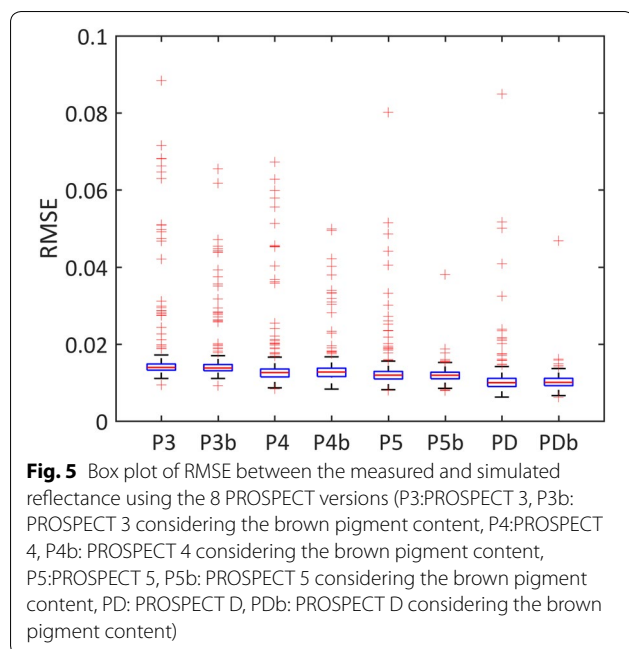 0.1
0.08
0.06
0.04
0.02
0
RMSE
P3 P3b P4 P4b P5 P5b PD PDb
Fig. 5 Box plot of RMSE between the measured and simulated
reflectance using the 8 PROSPECT versions (P3:PROSPECT 3, P3b:
PROSPECT 3 considering the brown pigment content, P4:PROSPECT
4, P4b: PROSPECT 4 considering the brown pigment content,
P5:PROSPECT 5, P5b: PROSPECT 5 considering the brown pigment
content, PD: PROSPECT D, PDb: PROSPECT D considering the brown
pigment content)